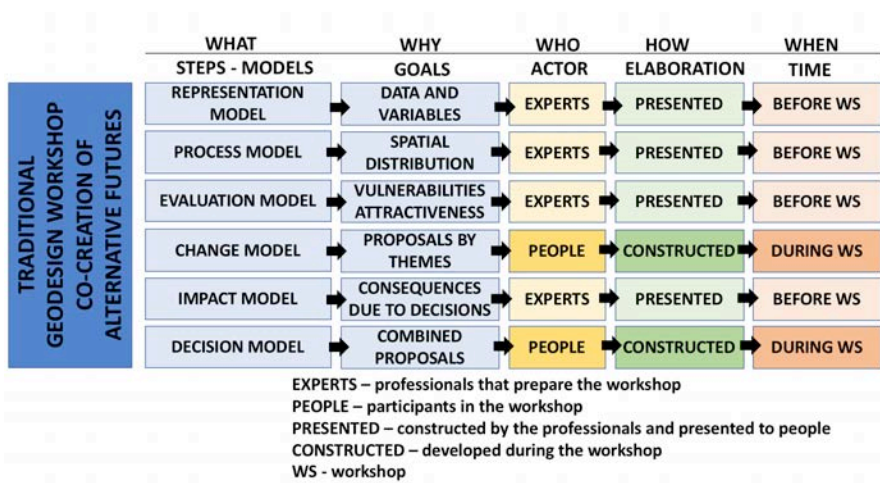 WHAT WHY WHO HOW WHEN
STEPS - MODELS GOALS ACTOR ELABORATION TIME
TRADITIONAL
GEODESIGN WORKSHOP
CO-CREATION OF
ALTERNATIVE FUTURES
REPRESENTATION
MODEL
DATA AND
VARIABLES
EXPERTS
PRESENTED
BEFORE WS
PROCESS MODEL
SPATIAL
DISTRIBUTION
EXPERTS
PRESENTED
BEFORE WS
EVALUATION MODEL
VULNERABILITIES
ATTRACTIVENESS
EXPERTS
PRESENTED
BEFORE WS
CHANGE MODEL
PROPOSALS BY
THEMES
PEOPLE
CONSTRUCTED
DURING WS
IMPACT MODEL
CONSEQUENCES
DUE TO DECISIONS
EXPERTS
PRESENTED
BEFORE WS
DECISION MODEL
COMBINED
PROPOSALS
PEOPLE
CONSTRUCTED
DURING WS
EXPERTS – professionals that prepare the workshop
PEOPLE – participants in the workshop
PRESENTED – constructed by the professionals and presented to people
CONSTRUCTED – developed during the workshop
WS - workshop